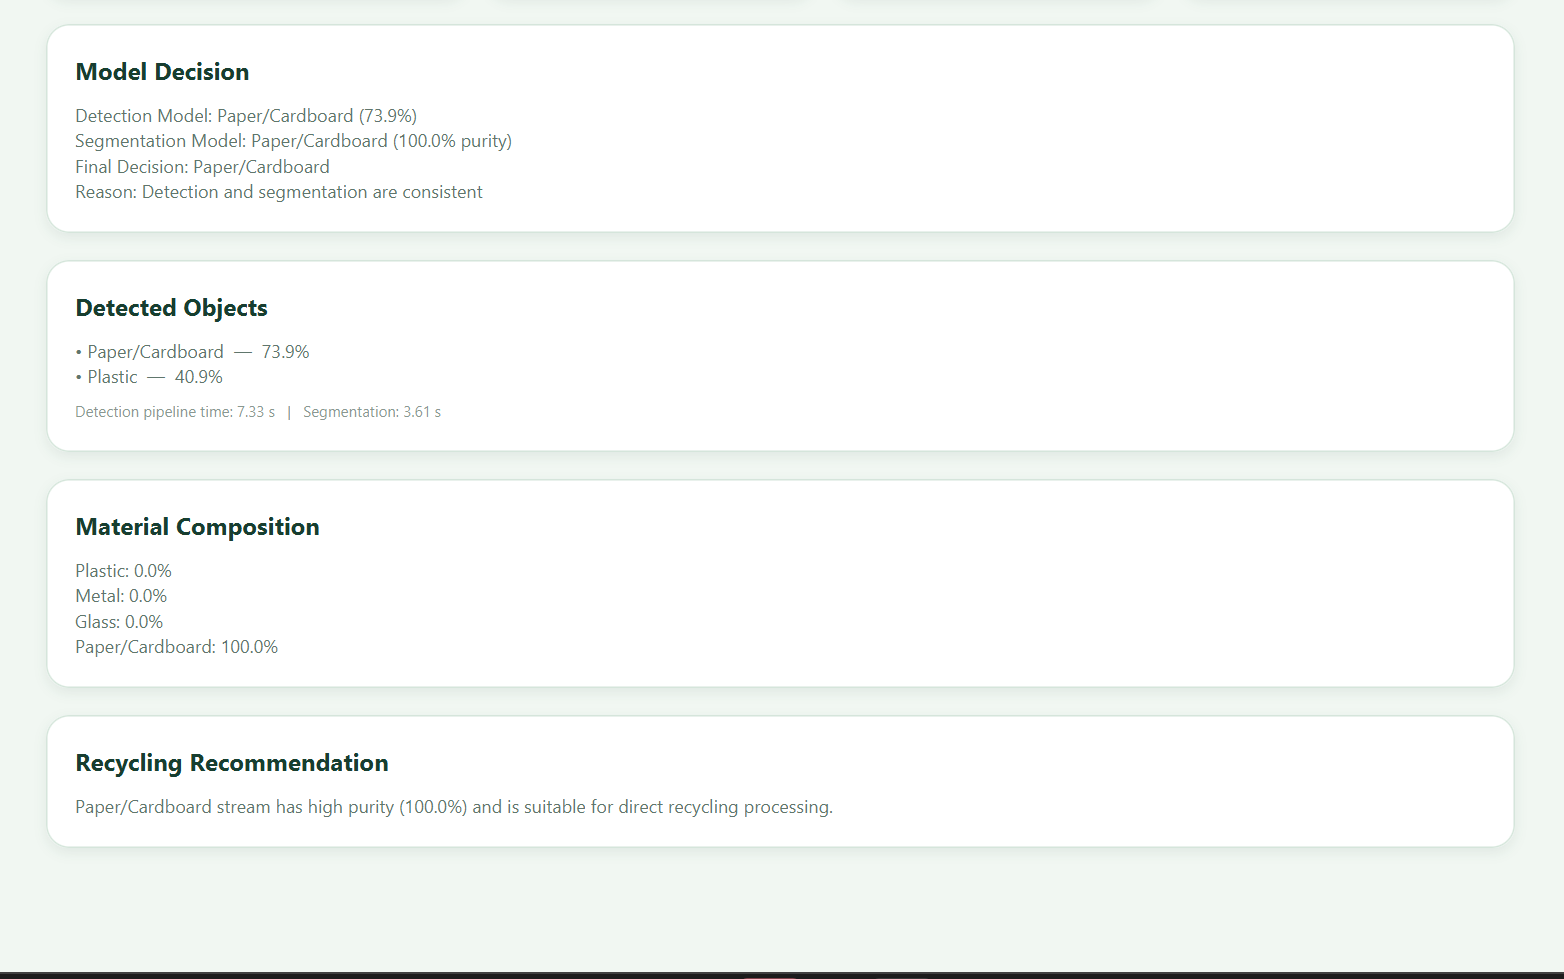 Model Decision
Detection Model: Paper/Cardboard (73.9%)
Segmentation Model: Paper/Cardboard (100.0% purity)
Final Decision: Paper/Cardboard
Reason: Detection and segmentation are consistent
Detected Objects
• Paper/Cardboard — 73.9%
• Plastic — 40.9%
Detection pipeline time: 7.33 s | Segmentation: 3.61 s
Material Composition
Plastic: 0.0%
Metal: 0.0%
Glass: 0.0%
Paper/Cardboard: 100.0%
Recycling Recommendation
Paper/Cardboard stream has high purity (100.0%) and is suitable for direct recycling processing.